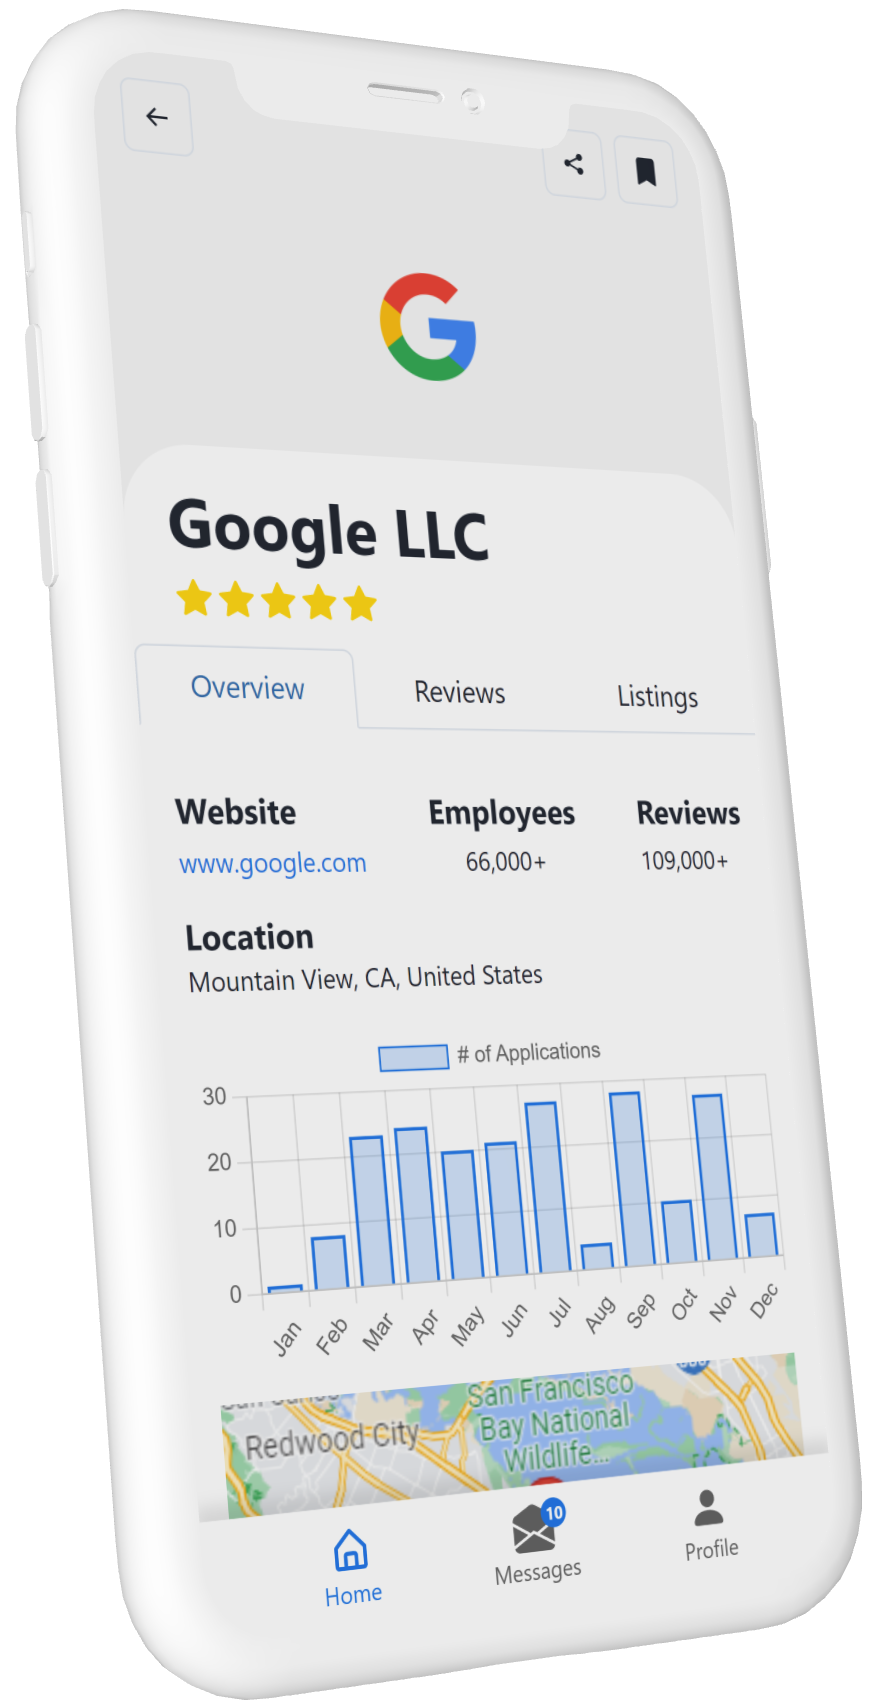 Google LLC
Overview Reviews Listings
Website Employees Reviews
www.google.com 66,000+ 109,000+
Location
Mountain View, CA, United States
# of Applications
30
20
10
0
Jan Feb Mar Apr May Jun Jul Aug Sep Oct Nov Dec
San Francisco
Bay National
Wildlife...
Redwood City
10
Home Messages Profile